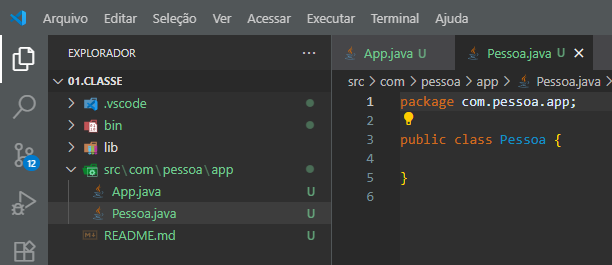 Arquivo Editar Seleção Ver Acessar Executar Terminal Ajuda
EXPLORADOR ...
01.CLASSE
.vscode
bin
lib
src\com\pessoa\app
App.java U
Pessoa.java U
README.md U
12
App.java U Pessoa.java U
src > com > pessoa > app > Pessoa.java >
1 package com.pessoa.app;
2
3 public class Pessoa {
4
5 }
6